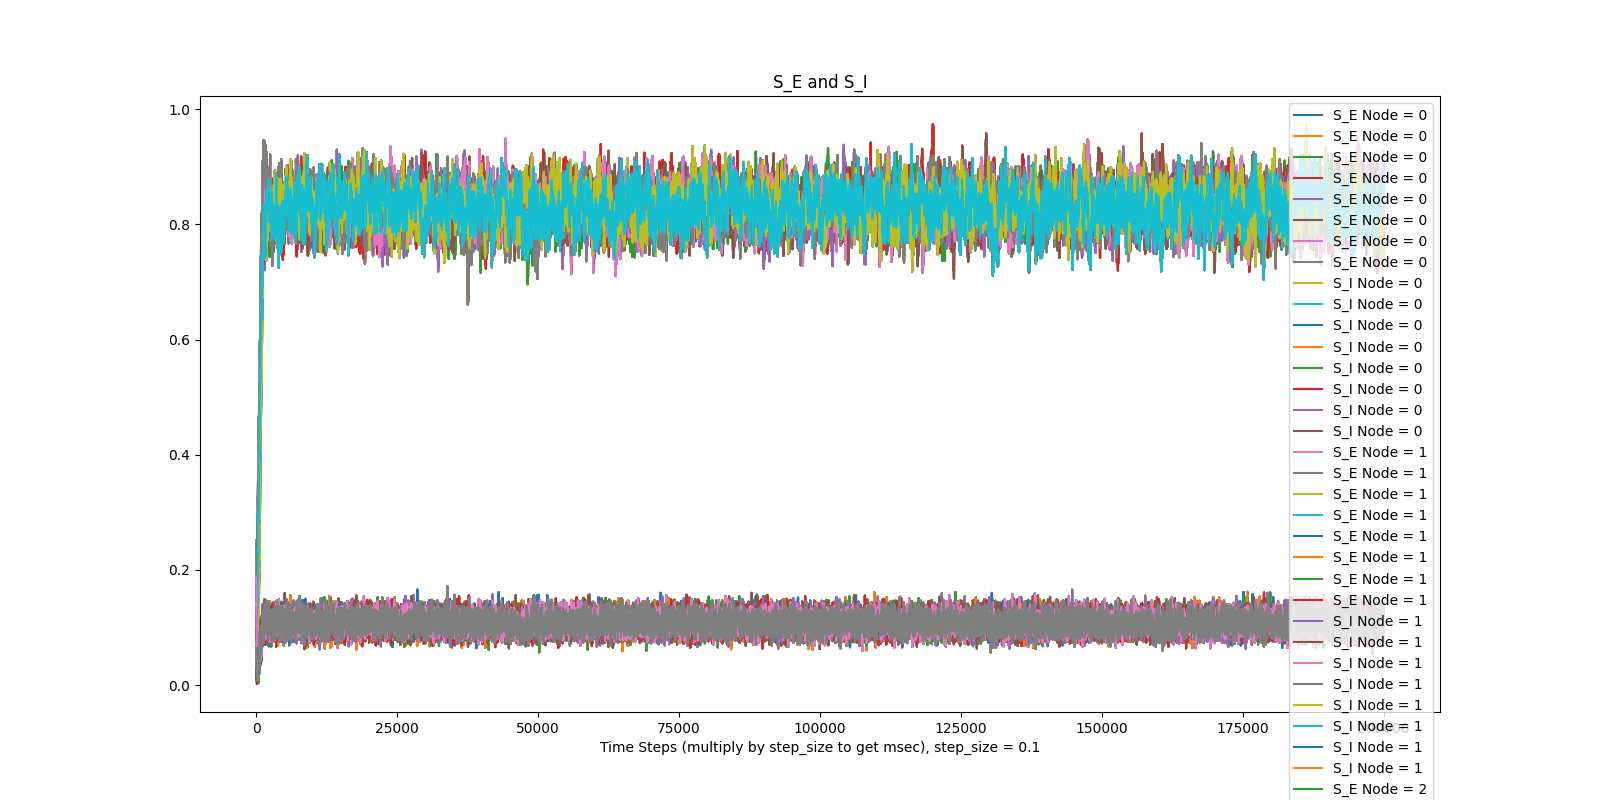 S_E and S_I
1.0
0.8
0.6
0.4
0.2
0.0
0
25000
50000
75000
100000
125000
150000
175000
200000
Time Steps (multiply by step_size to get msec), step_size = 0.1
S_E Node = 0
S_E Node = 0
S_E Node = 0
S_E Node = 0
S_E Node = 0
S_E Node = 0
S_E Node = 0
S_E Node = 0
S_I Node = 0
S_I Node = 0
S_I Node = 0
S_I Node = 0
S_I Node = 0
S_I Node = 0
S_I Node = 0
S_I Node = 0
S_E Node = 1
S_E Node = 1
S_E Node = 1
S_E Node = 1
S_E Node = 1
S_E Node = 1
S_E Node = 1
S_E Node = 1
S_I Node = 1
S_I Node = 1
S_I Node = 1
S_I Node = 1
S_I Node = 1
S_I Node = 1
S_I Node = 1
S_I Node = 1
S_E Node = 2